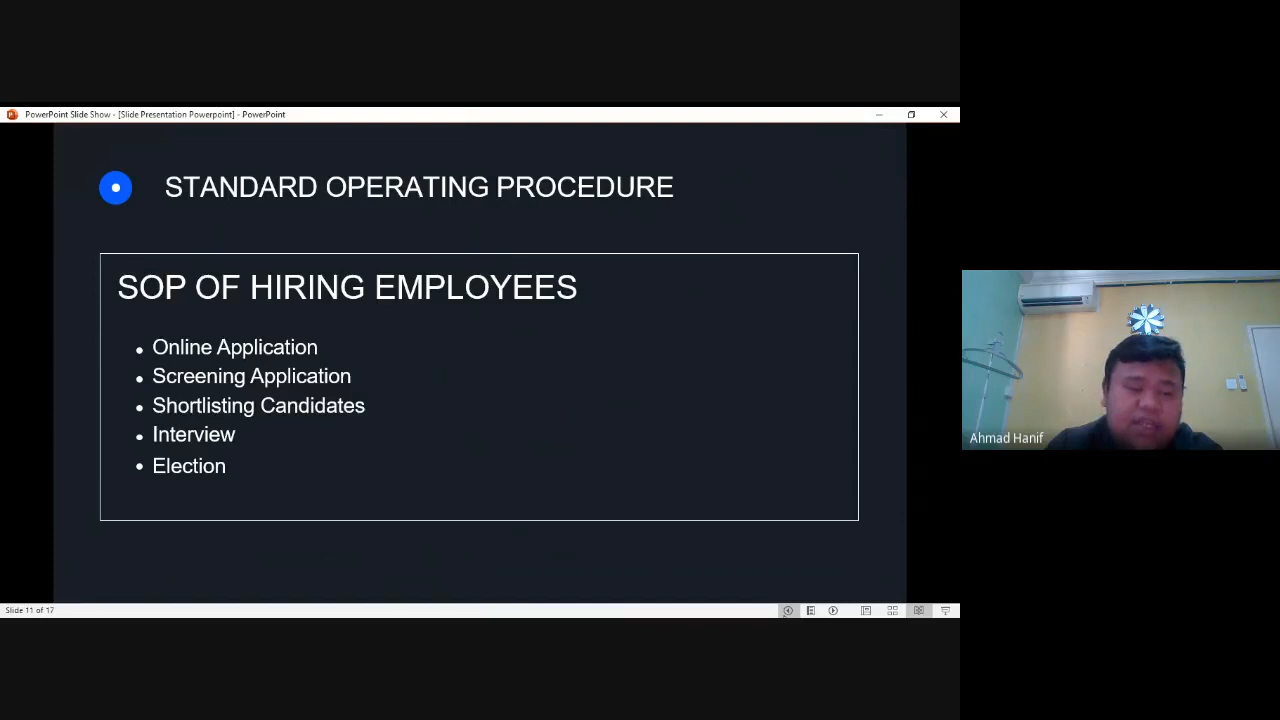 PowerPoint Slide Show - [Slide Presentation Powerpoint] - PowerPoint
STANDARD OPERATING PROCEDURE
SOP OF HIRING EMPLOYEES
• Online Application
• Screening Application
• Shortlisting Candidates
• Interview
• Election
Ahmad Hanif
Slide 11 of 17